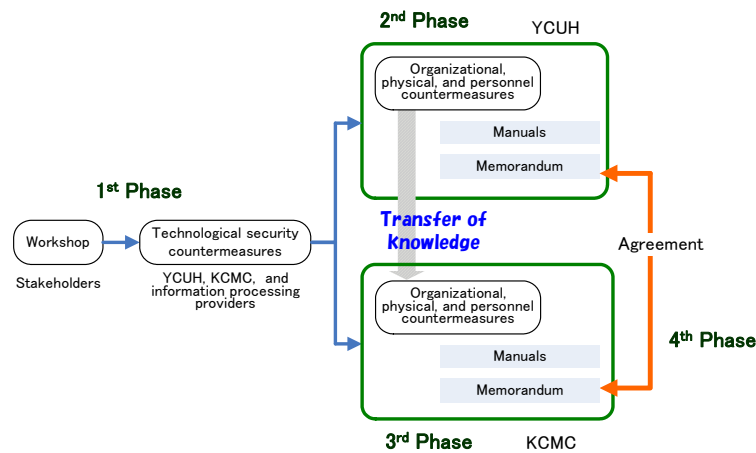 2nd Phase
YCUH
Organizational,
physical, and personnel
countermeasures
Manuals
Memorandum
1st Phase
Workshop
Technological security
countermeasures
Stakeholders
YCUH, KCMC, and
information processing
providers
Transfer of
knowledge
Agreement
Organizational,
physical, and personnel
countermeasures
Manuals
Memorandum
4th Phase
3rd Phase
KCMC